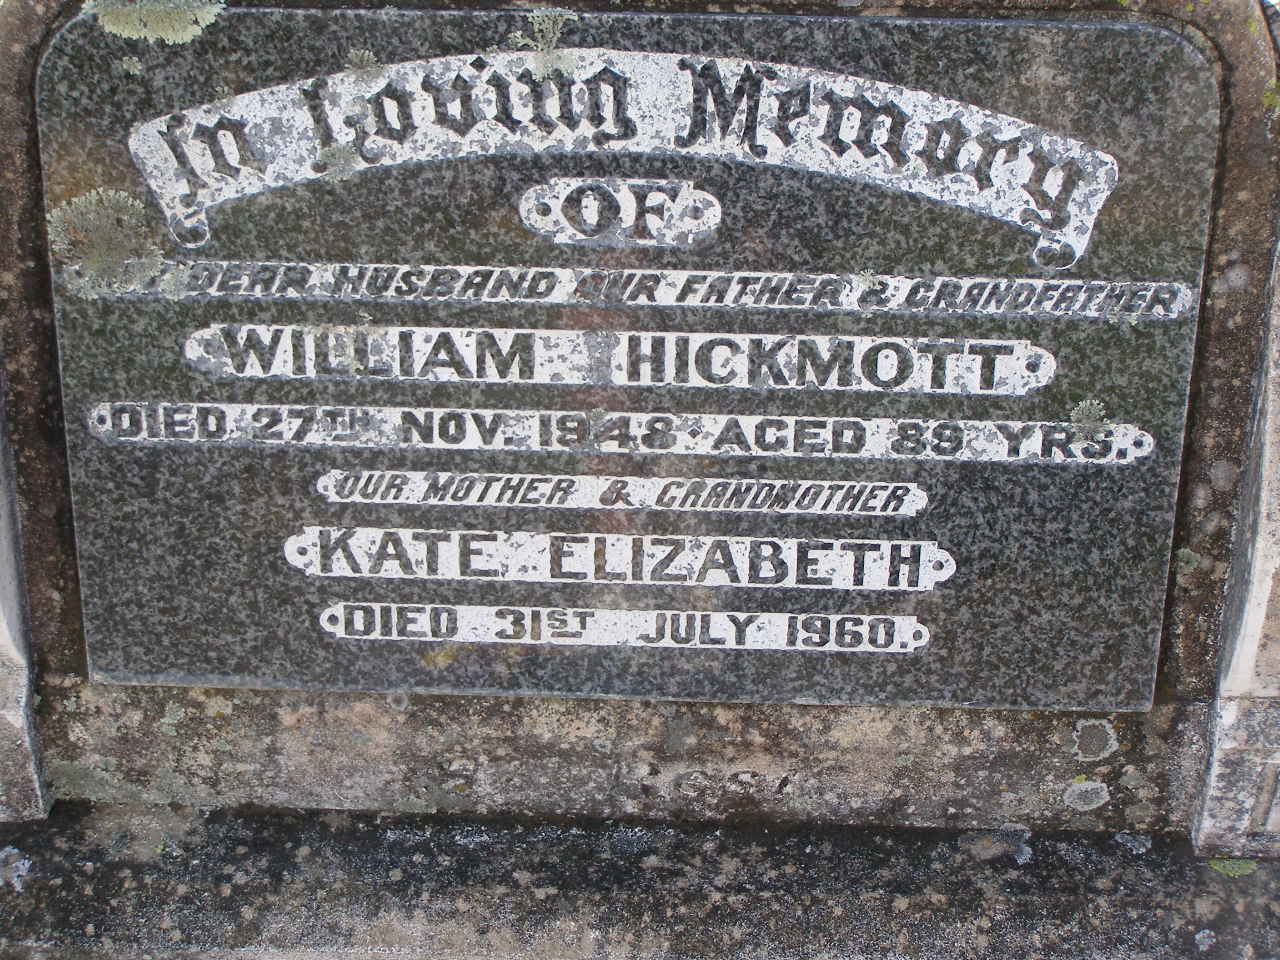 In Loving Memory
OF
DEAR HUSBAND OUR FATHER & GRANDFATHER
WILLIAM HICKMOTT
DIED 27TH NOV. 1948. AGED 89 YRS.
OUR MOTHER & GRANDMOTHER
KATE ELIZABETH
DIED 31ST JULY 1960.